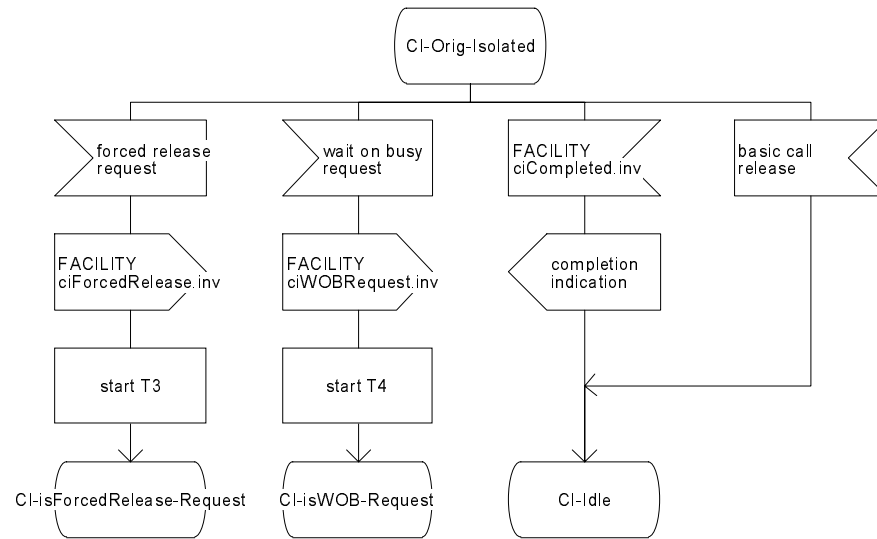 CI-Orig-Isolated
forced release
request
wait on busy
request
FACILITY
ciCompleted.inv
basic call
release
FACILITY
ciForcedRelease.inv
FACILITY
ciWOBRequest.inv
completion
indication
start T3
start T4
CI-isForcedRelease-Request
CI-isWOB-Request
CI-Idle